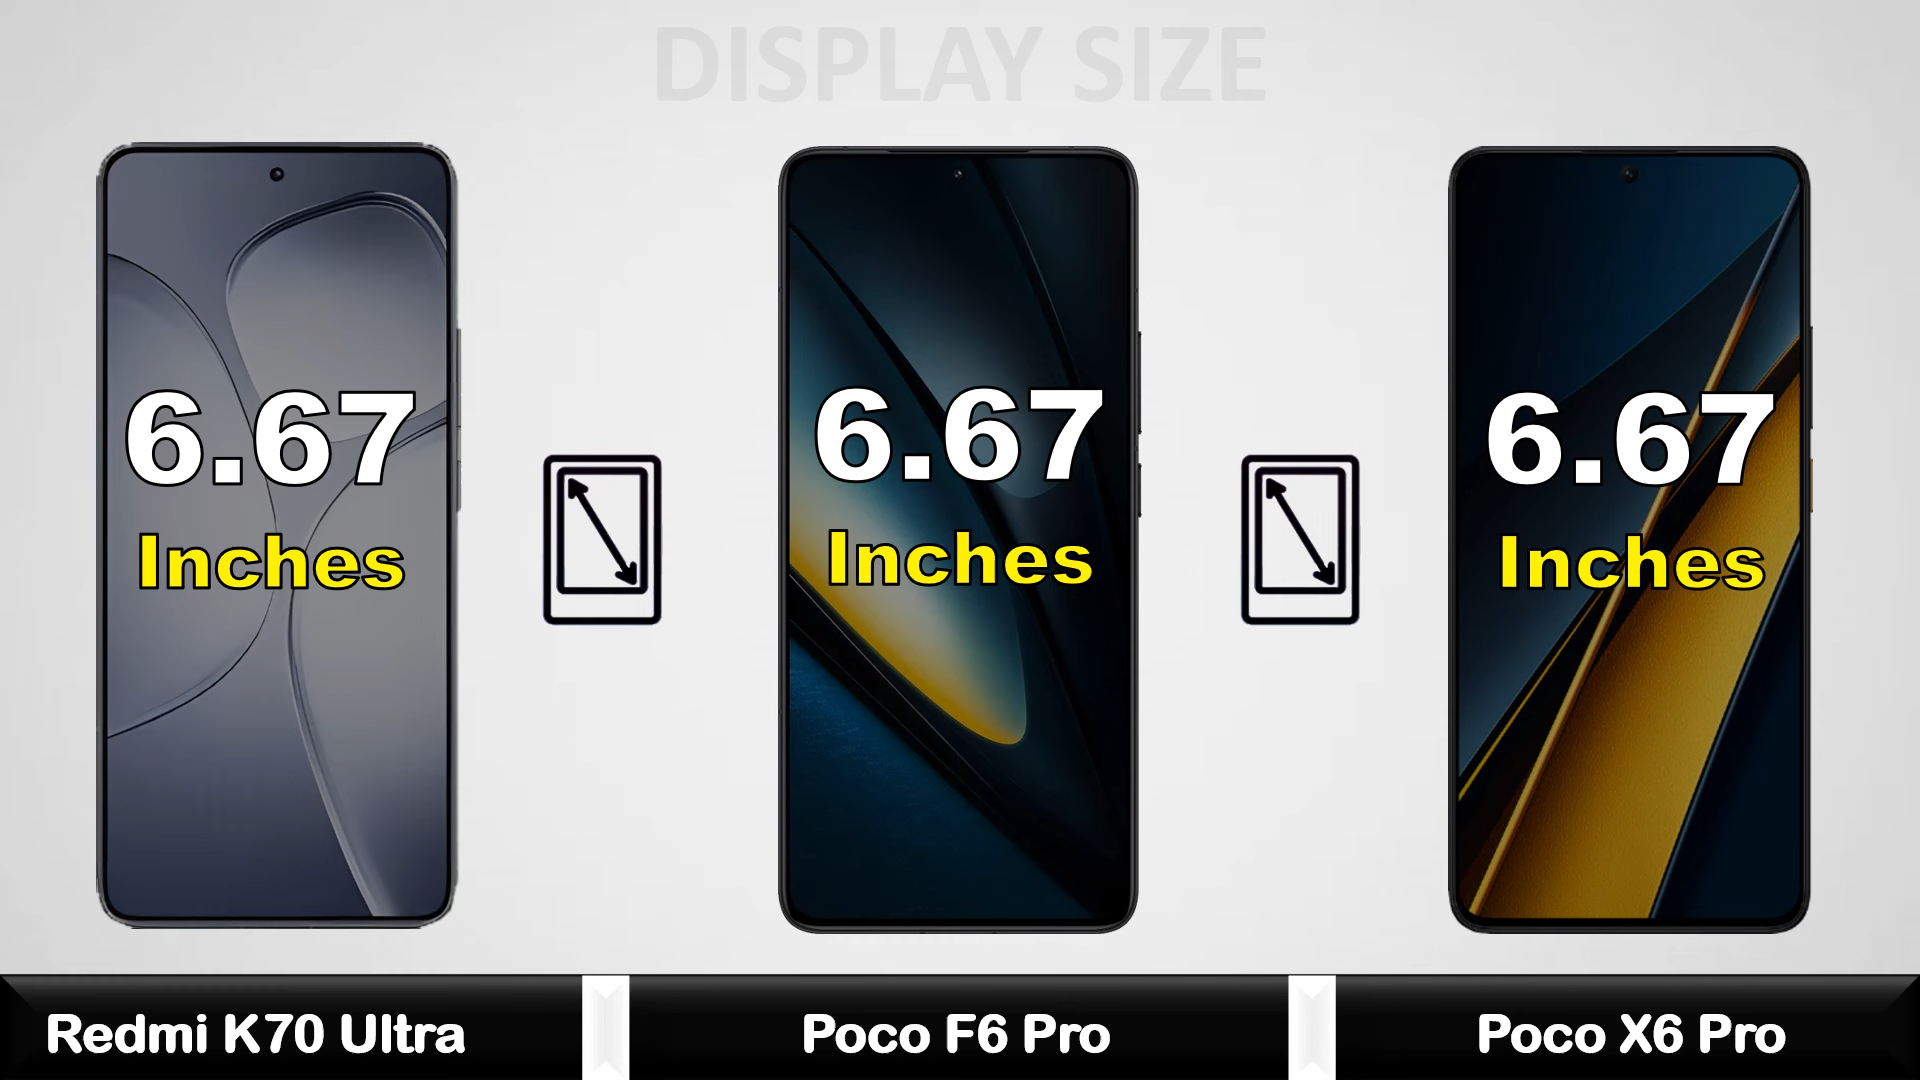 DISPLAY SIZE
6.67
Inches
6.67
Inches
6.67
Inches
Redmi K70 Ultra
Poco F6 Pro
Poco X6 Pro